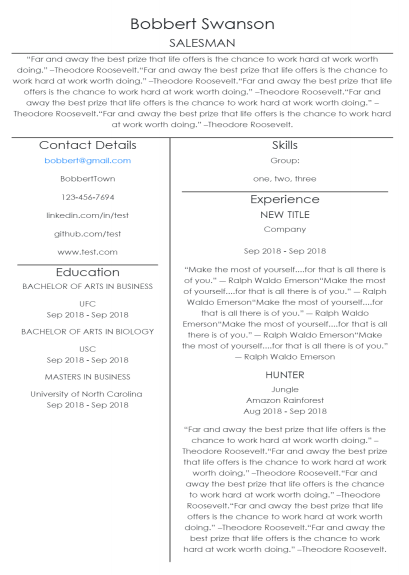 Bobbert Swanson
SALESMAN
“Far and away the best prize that life offers is the chance to work hard at work worth
doing.” –Theodore Roosevelt.“Far and away the best prize that life offers is the chance to
work hard at work worth doing.” –Theodore Roosevelt.“Far and away the best prize that life
offers is the chance to work hard at work worth doing.” –Theodore Roosevelt.“Far and
away the best prize that life offers is the chance to work hard at work worth doing.” –
Theodore Roosevelt.“Far and away the best prize that life offers is the chance to work hard
at work worth doing.” –Theodore Roosevelt.
Contact Details
bobbert@gmail.com
BobbertTown
123-456-7694
linkedin.com/in/test
github.com/test
www.test.com
Education
BACHELOR OF ARTS IN BUSINESS
UFC
Sep 2018 - Sep 2018
BACHELOR OF ARTS IN BIOLOGY
USC
Sep 2018 - Sep 2018
MASTERS IN BUSINESS
University of North Carolina
Sep 2018 - Sep 2018
Skills
Group:
one, two, three
Experience
NEW TITLE
Company
Sep 2018 - Sep 2018
“Make the most of yourself....for that is all there is
of you.” — Ralph Waldo Emerson“Make the most
of yourself....for that is all there is of you.” — Ralph
Waldo Emerson“Make the most of yourself....for
that is all there is of you.” — Ralph Waldo
Emerson“Make the most of yourself....for that is all
there is of you.” — Ralph Waldo Emerson“Make
the most of yourself....for that is all there is of you.”
— Ralph Waldo Emerson
HUNTER
Jungle
Amazon Rainforest
Aug 2018 - Sep 2018
“Far and away the best prize that life offers is the
chance to work hard at work worth doing.” –
Theodore Roosevelt.“Far and away the best prize
that life offers is the chance to work hard at work
worth doing.” –Theodore Roosevelt.“Far and
away the best prize that life offers is the chance
to work hard at work worth doing.” –Theodore
Roosevelt.“Far and away the best prize that life
offers is the chance to work hard at work worth
doing.” –Theodore Roosevelt.“Far and away the
best prize that life offers is the chance to work
hard at work worth doing.” –Theodore Roosevelt.